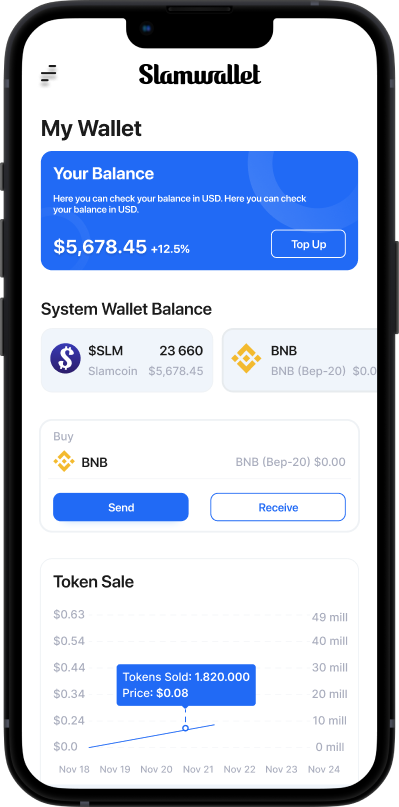 Slamwallet
My Wallet
Your Balance
Here you can check your balance in USD. Here you can check
your balance in USD.
$5,678.45 +12.5%
Top Up
System Wallet Balance
$SLM 23 660
Slamcoin $5,678.45
BNB
BNB (Bep-20) $0.0
Buy
BNB BNB (Bep-20) $0.00
Send Receive
Token Sale
$0.63 49 mill
$0.54 40 mill
$0.44 30 mill
Tokens Sold: 1.820.000
Price: $0.08
$0.34 20 mill
$0.24 10 mill
$0.0 0 mill
Nov 18 Nov 19 Nov 20 Nov 21 Nov 22 Nov 23 Nov 24